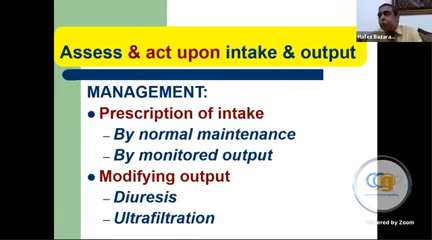 Hafez Bazara...
Assess & act upon intake & output
MANAGEMENT:
● Prescription of intake
– By normal maintenance
– By monitored output
● Modifying output
– Diuresis
– Ultrafiltration
Powered by Zoom